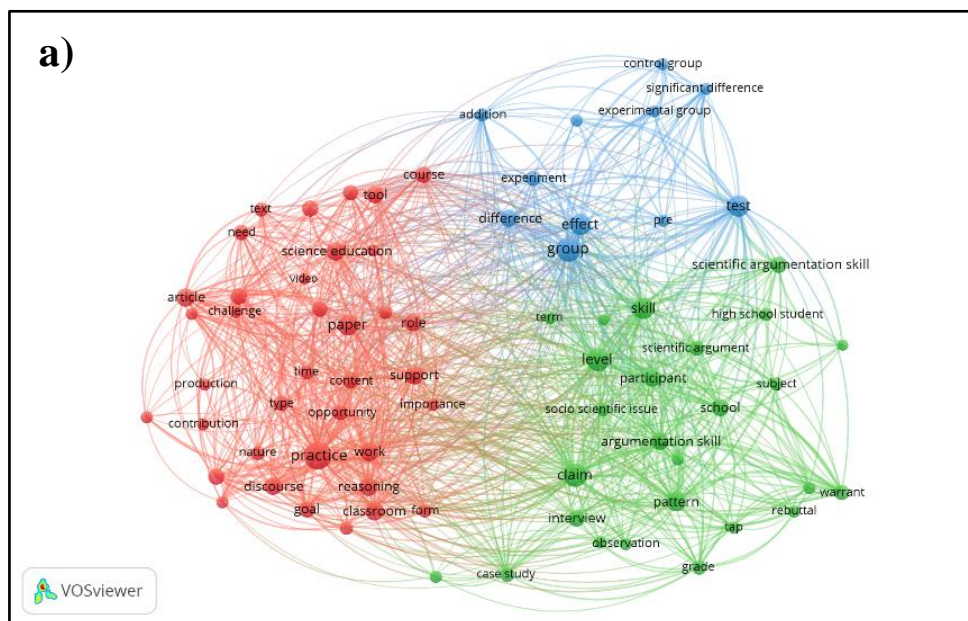 a)
control group
significant difference
experimental group
addition
course
experiment
tool
text
test
difference
effect
pre
need
science education
group
scientific argumentation skill
video
article
challenge
skill
high school student
term
paper
role
scientific argument
level
time
content
support
participant
production
subject
type
opportunity
importance
socio scientific issue
school
contribution
argumentation skill
nature
practice
work
claim
discourse
reasoning
warrant
pattern
goal
classroom
form
interview
rebuttal
observation
tap
case study
grade
VOSviewer